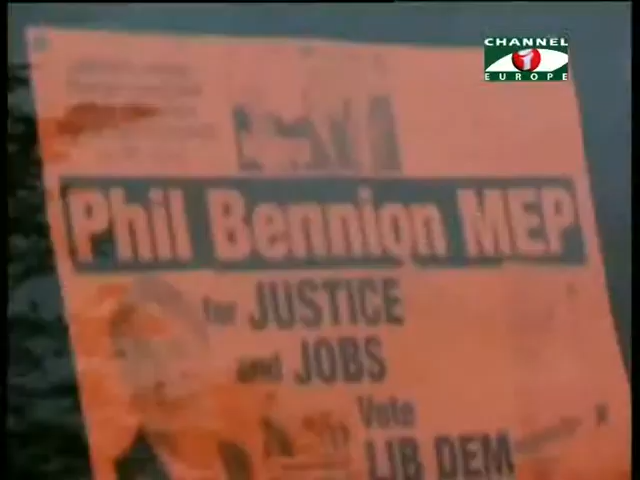 CHANNEL
i
EUROPE
Phil Bennion MEP
for JUSTICE
and JOBS
Vote
LIB DEM